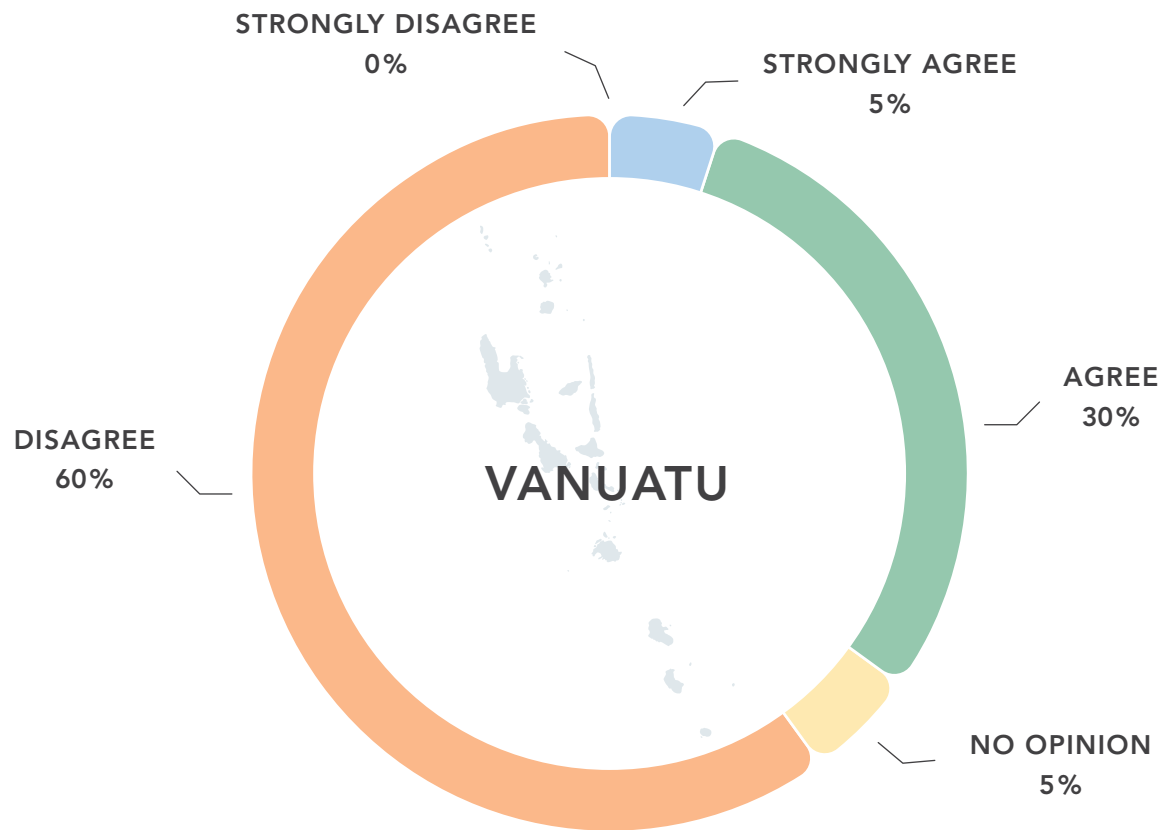 STRONGLY DISAGREE
0%
STRONGLY AGREE
5%
AGREE
30%
DISAGREE
60%
VANUATU
NO OPINION
5%